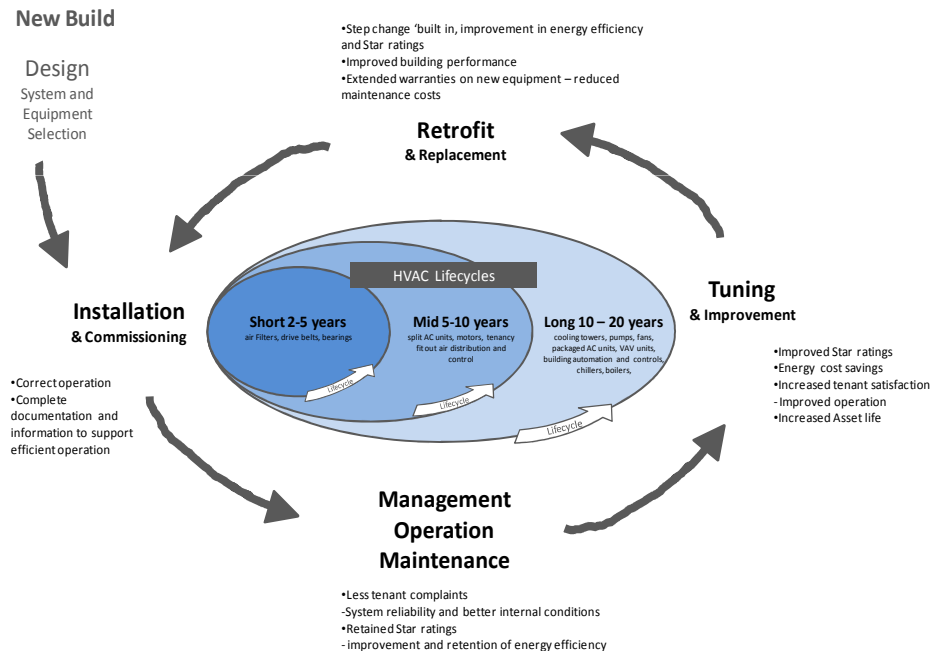 New Build
Design
System and
Equipment
Selection
•Step change ‘built in, improvement in energy efficiency
and Star ratings
•Improved building performance
•Extended warranties on new equipment – reduced
maintenance costs
Retrofit
& Replacement
HVAC Lifecycles
Installation
& Commissioning
•Correct operation
•Complete
documentation and
information to support
efficient operation
Short 2-5 years
air Filters, drive belts, bearings
Lifecycle
Mid 5-10 years
split AC units, motors, tenancy
fit out air distribution and
control
Lifecycle
Long 10 – 20 years
cooling towers, pumps, fans,
packaged AC units, VAV units,
building automation and controls,
chillers, boilers,
Lifecycle
Tuning
& Improvement
•Improved Star ratings
•Energy cost savings
•Increased tenant satisfaction
- Improved operation
•Increased Asset life
Management
Operation
Maintenance
•Less tenant complaints
-System reliability and better internal conditions
•Retained Star ratings
- improvement and retention of energy efficiency